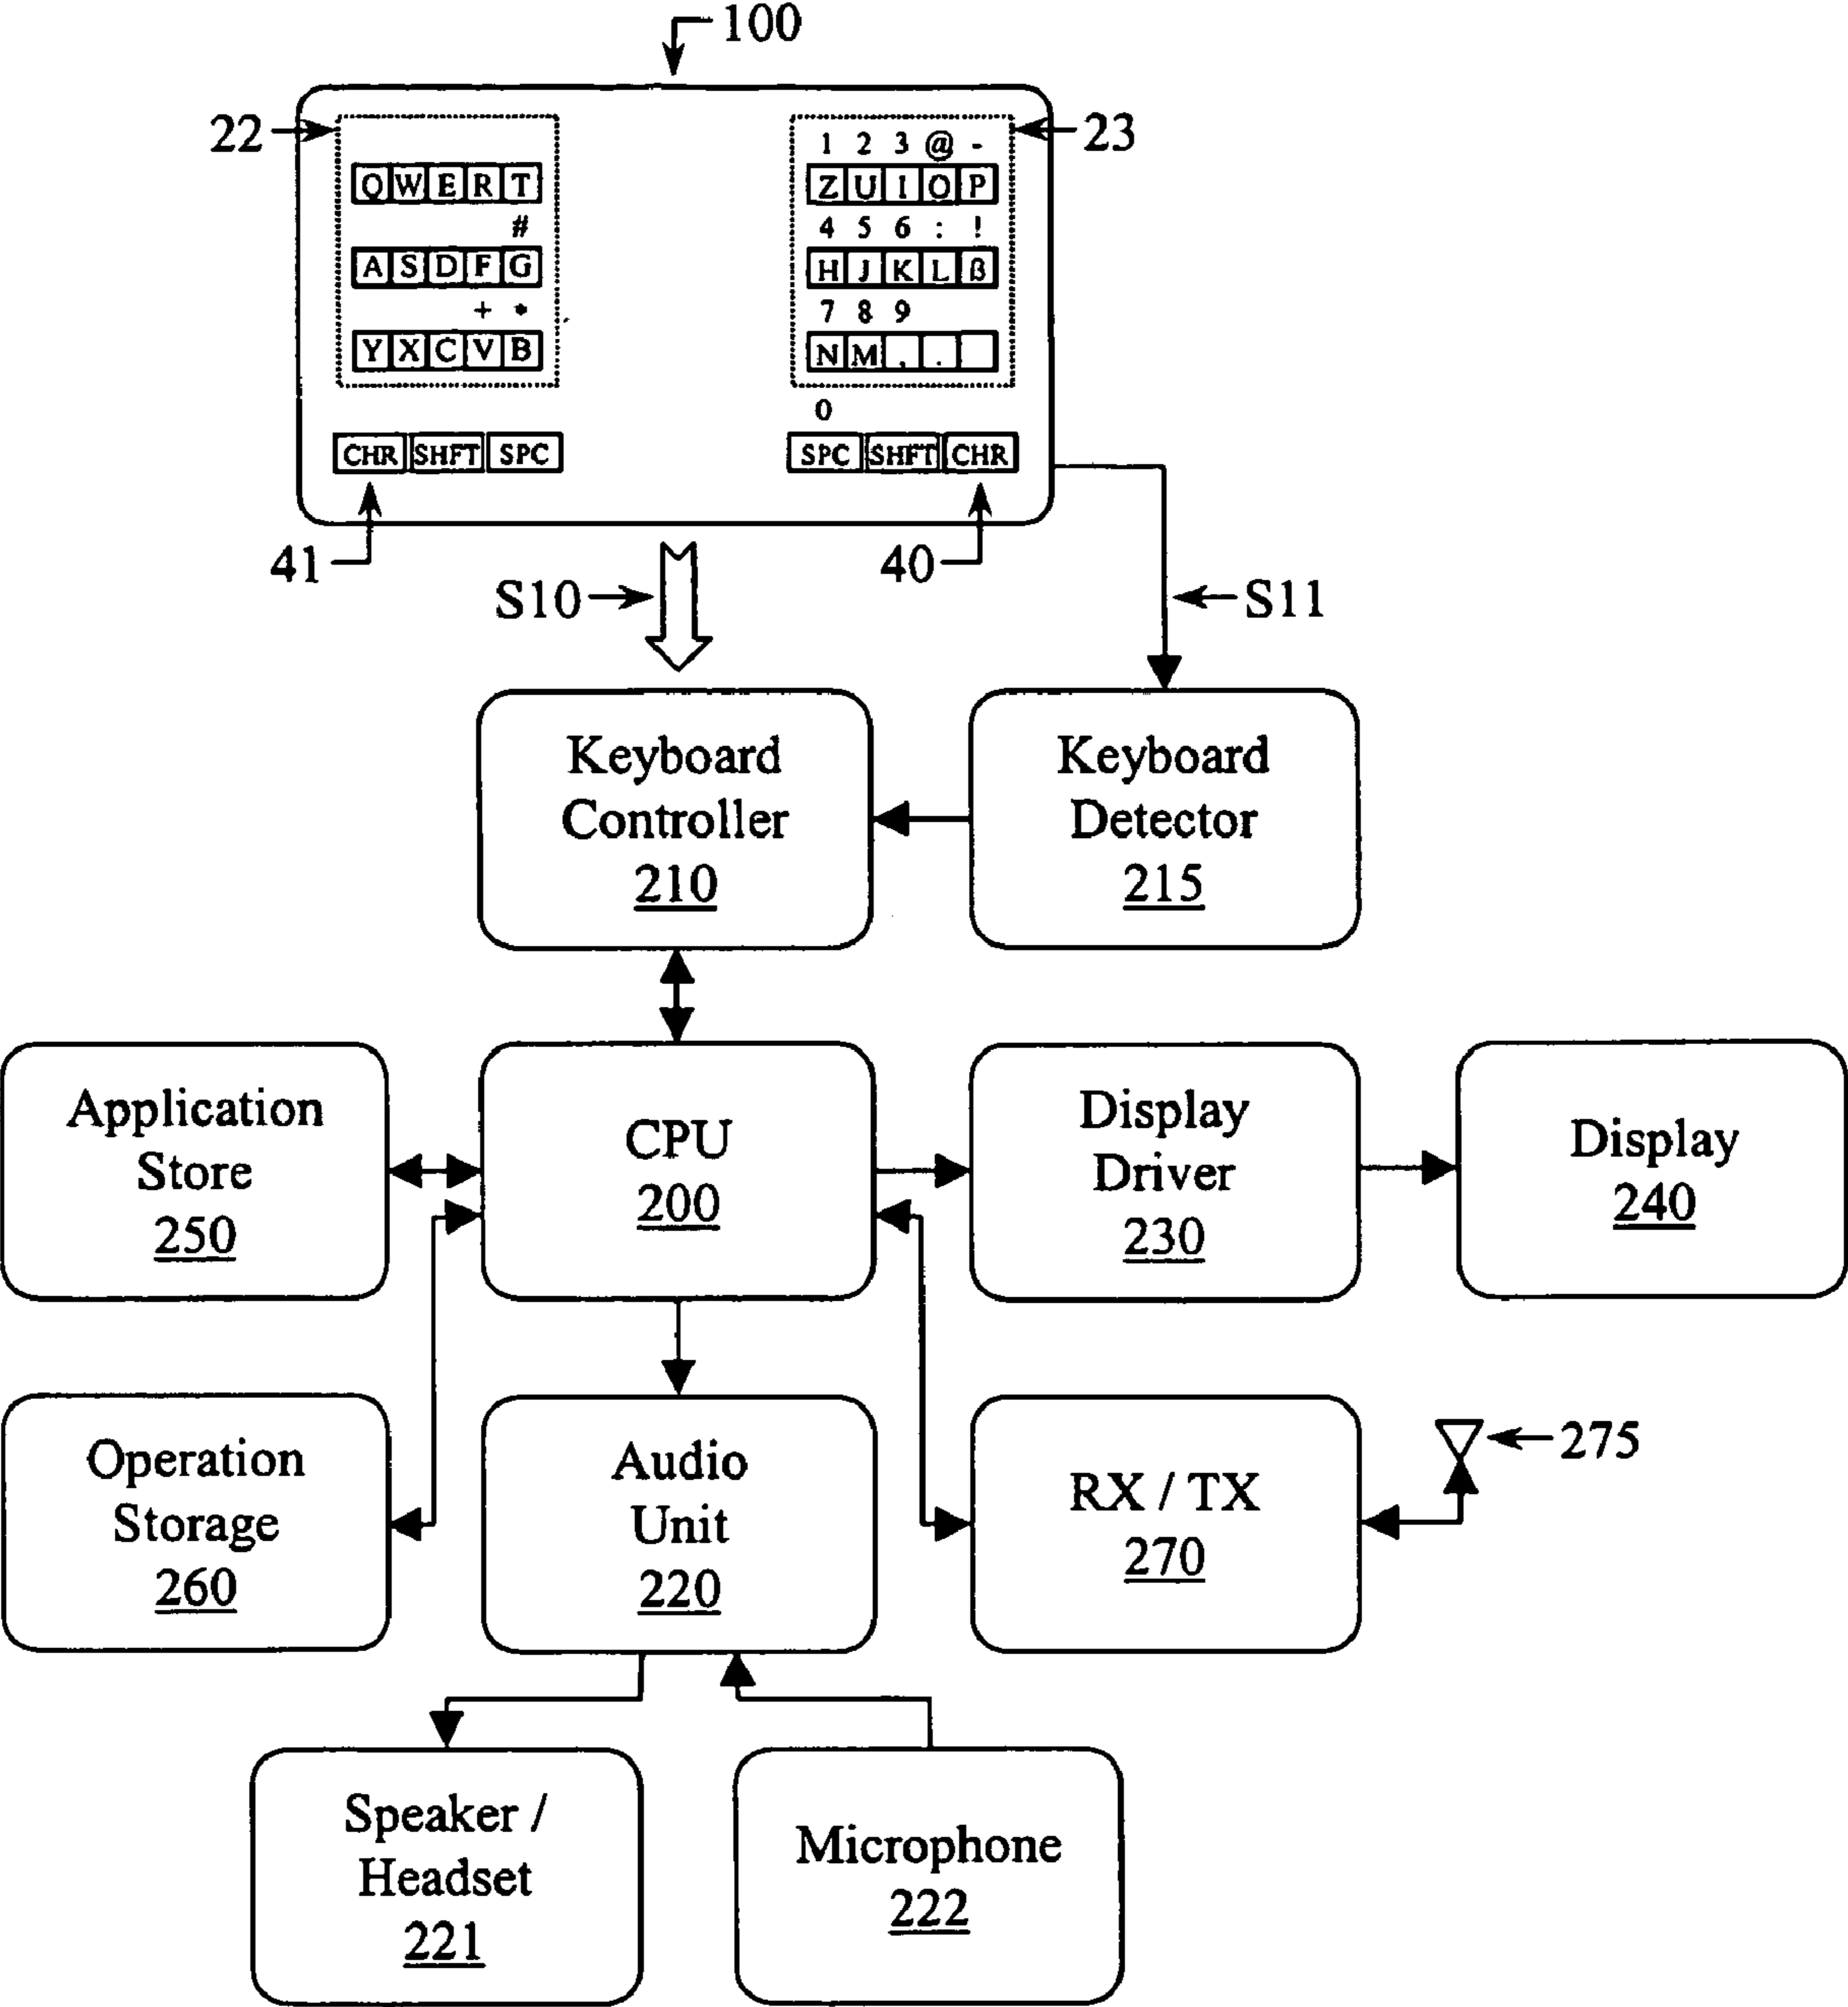 100
22
23
1 2 3 @ -
Q W E R T
Z U I O P
#
4 5 6 : !
A S D F G
H J K L ß
+ *
7 8 9
Y X C V B
N M , .
0
CHR SHFT SPC
SPC SHFT CHR
41
40
S10
S11
Keyboard
Controller
210
Keyboard
Detector
215
Application
Store
250
CPU
200
Display
Driver
230
Display
240
Operation
Storage
260
Audio
Unit
220
RX / TX
270
275
Speaker /
Headset
221
Microphone
222